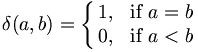 δ(a,b) = { 1, if a = b
0, if a < b